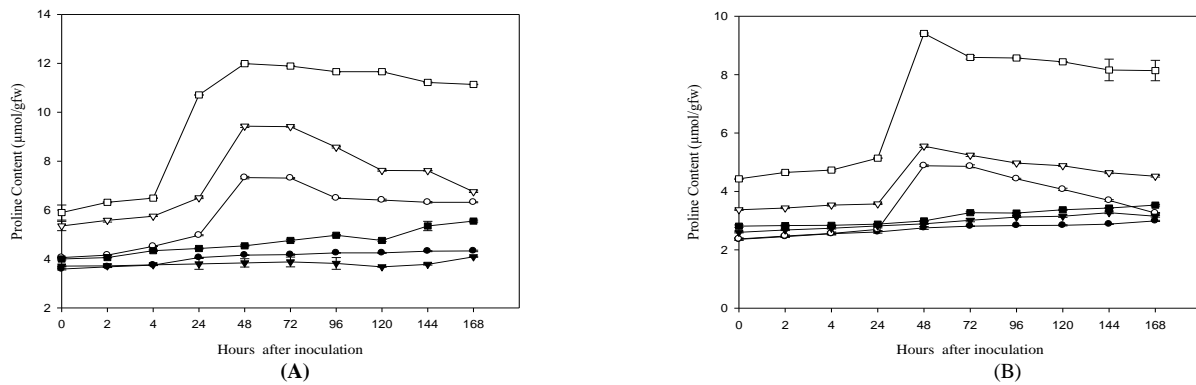 14
12
10
8
6
4
2
Proline Content (µmol/gfw)
0 2 4 24 48 72 96 120 144 168
Hours after inoculation
(A)
10
8
6
4
2
0
Proline Content (µmol/gfw)
0 2 4 24 48 72 96 120 144 168
Hours after inoculation
(B)